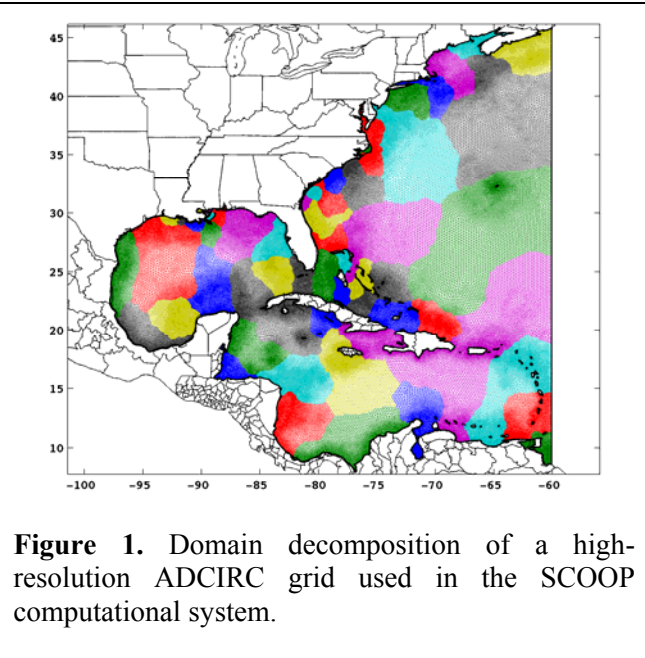 45
40
35
30
25
20
15
10
−100 −95 −90 −85 −80 −75 −70 −65 −60
Figure 1. Domain decomposition of a high-
resolution ADCIRC grid used in the SCOOP
computational system.